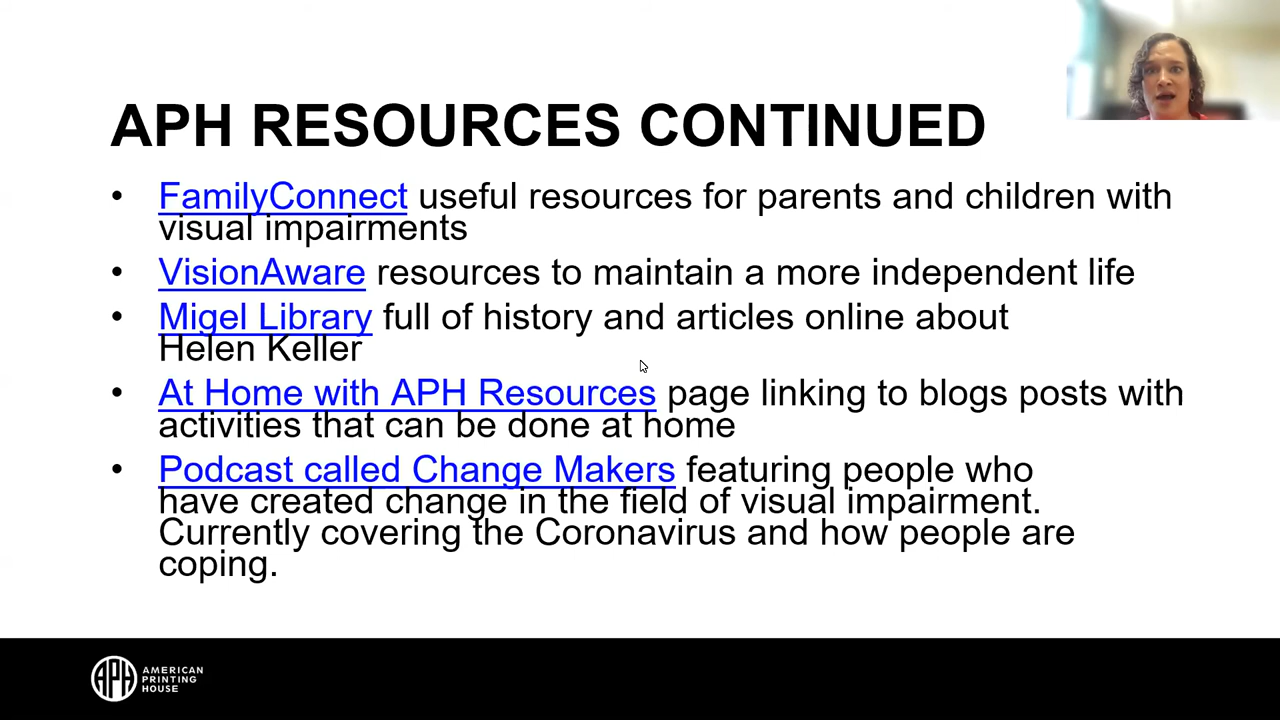 APH RESOURCES CONTINUED
• FamilyConnect useful resources for parents and children with
visual impairments
• VisionAware resources to maintain a more independent life
• Migel Library full of history and articles online about
Helen Keller
• At Home with APH Resources page linking to blogs posts with
activities that can be done at home
• Podcast called Change Makers featuring people who
have created change in the field of visual impairment.
Currently covering the Coronavirus and how people are
coping.
APH
AMERICAN
PRINTING
HOUSE